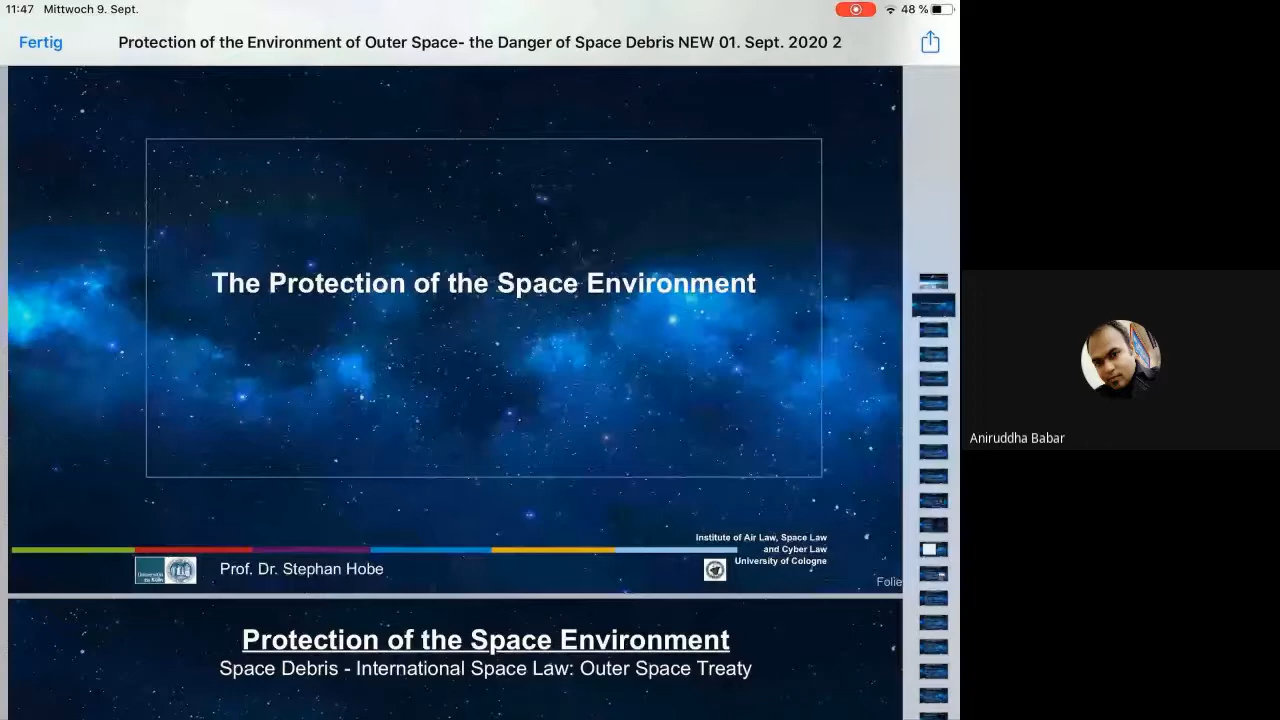 11:47 Mittwoch 9. Sept.
48 %
Fertig
Protection of the Environment of Outer Space- the Danger of Space Debris NEW 01. Sept. 2020 2
The Protection of the Space Environment
Institute of Air Law, Space Law
and Cyber Law
University of Cologne
Prof. Dr. Stephan Hobe
Folie
Protection of the Space Environment
Space Debris - International Space Law: Outer Space Treaty
Aniruddha Babar